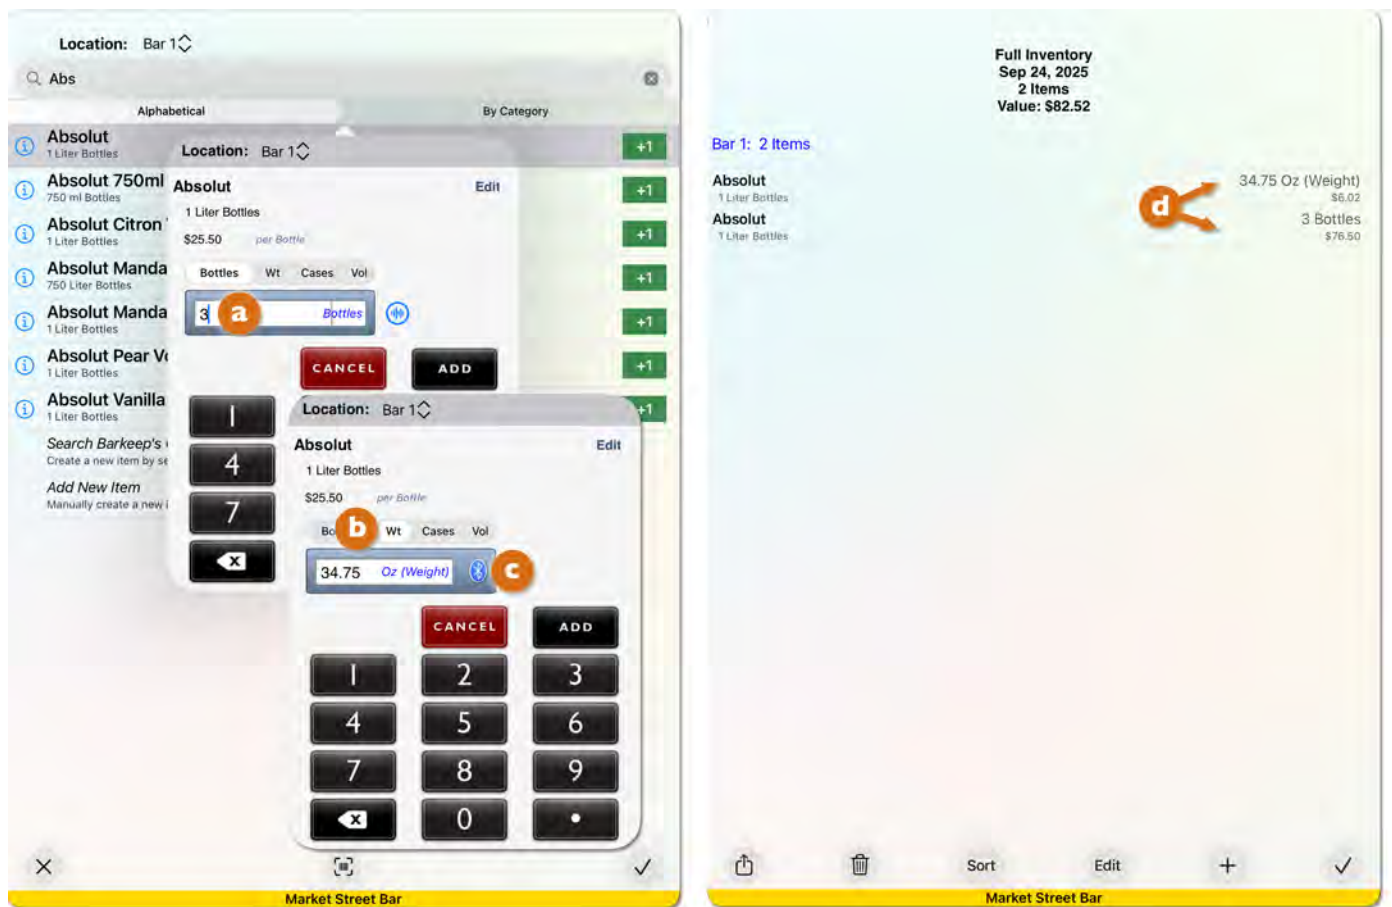 Location: Bar 1
Abs
Alphabetical
By Category
Absolut
1 Liter Bottles
+1
Absolut 750ml
750 ml Bottles
+1
Absolut Citron
1 Liter Bottles
+1
Absolut Manda
750 Liter Bottles
+1
Absolut Manda
1 Liter Bottles
+1
Absolut Pear Vo
1 Liter Bottles
+1
Absolut Vanilla
1 Liter Bottles
+1
Search Barkeep's
Create a new item by se
Add New Item
Manually create a new i
Location: Bar 1
Absolut
Edit
1 Liter Bottles
$25.50 per Bottle
Bottles Wt Cases Vol
3 a Bottles
CANCEL ADD
1
4
7
Location: Bar 1
Absolut
Edit
1 Liter Bottles
$25.50 per Bottle
Bo b Wt Cases Vol
34.75 Oz (Weight) c
CANCEL ADD
1 2 3
4 5 6
7 8 9
0 .
Market Street Bar
Full Inventory
Sep 24, 2025
2 Items
Value: $82.52
Bar 1: 2 Items
Absolut
34.75 Oz (Weight)
1 Liter Bottles
$6.02
d
Absolut
3 Bottles
1 Liter Bottles
$76.50
Sort Edit
Market Street Bar